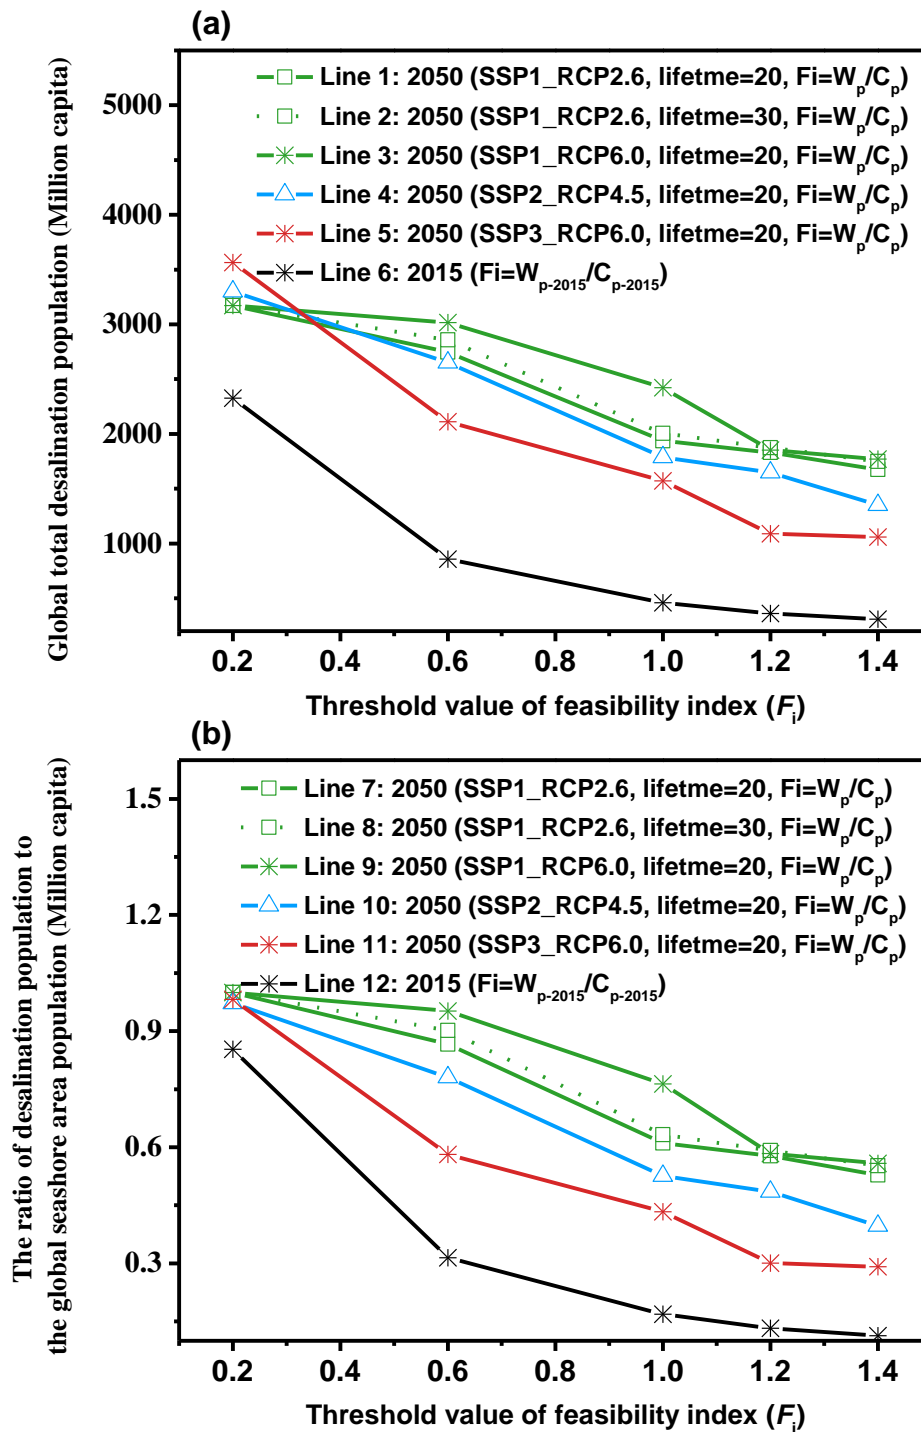 (a)
Global total desalination population (Million capita)
5000
4000
3000
2000
1000
Line 1: 2050 (SSP1_RCP2.6, lifetme=20, Fi=Wp/Cp)
Line 2: 2050 (SSP1_RCP2.6, lifetme=30, Fi=Wp/Cp)
Line 3: 2050 (SSP1_RCP6.0, lifetme=20, Fi=Wp/Cp)
Line 4: 2050 (SSP2_RCP4.5, lifetme=20, Fi=Wp/Cp)
Line 5: 2050 (SSP3_RCP6.0, lifetme=20, Fi=Wp/Cp)
Line 6: 2015 (Fi=Wp-2015/Cp-2015)
0.2 0.4 0.6 0.8 1.0 1.2 1.4
Threshold value of feasibility index (Fi)
(b)
The ratio of desalination population to
the global seashore area population (Million capita)
1.5
1.2
0.9
0.6
0.3
Line 7: 2050 (SSP1_RCP2.6, lifetme=20, Fi=Wp/Cp)
Line 8: 2050 (SSP1_RCP2.6, lifetme=30, Fi=Wp/Cp)
Line 9: 2050 (SSP1_RCP6.0, lifetme=20, Fi=Wp/Cp)
Line 10: 2050 (SSP2_RCP4.5, lifetme=20, Fi=Wp/Cp)
Line 11: 2050 (SSP3_RCP6.0, lifetme=20, Fi=Wp/Cp)
Line 12: 2015 (Fi=Wp-2015/Cp-2015)
0.2 0.4 0.6 0.8 1.0 1.2 1.4
Threshold value of feasibility index (Fi)